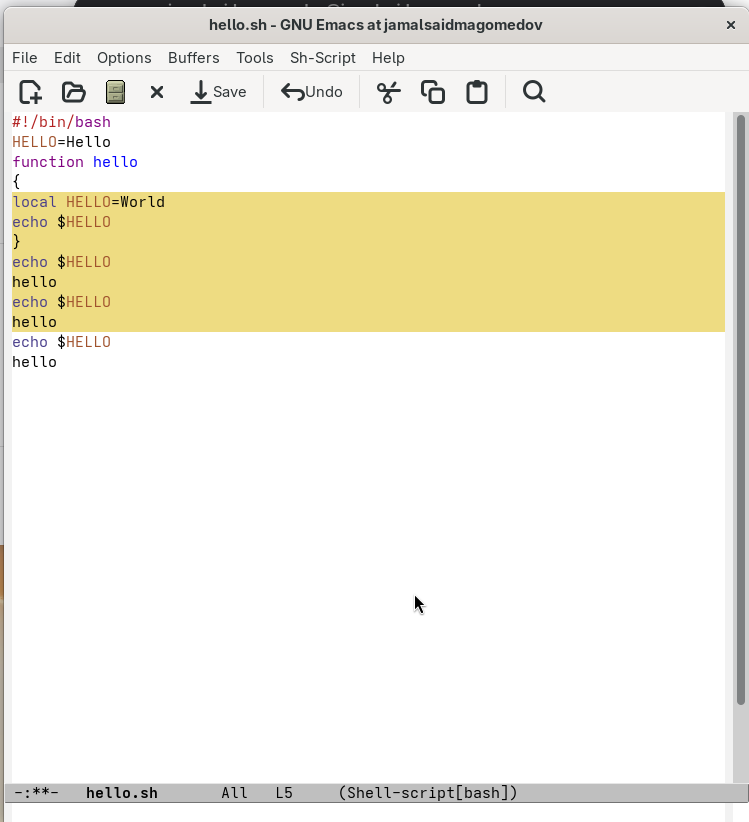 hello.sh - GNU Emacs at jamalsaidmagomedov
File Edit Options Buffers Tools Sh-Script Help
Save Undo
#!/bin/bash
HELLO=Hello
function hello
{
local HELLO=World
echo $HELLO
}
echo $HELLO
hello
echo $HELLO
hello
echo $HELLO
hello
-:**- hello.sh All L5 (Shell-script[bash])